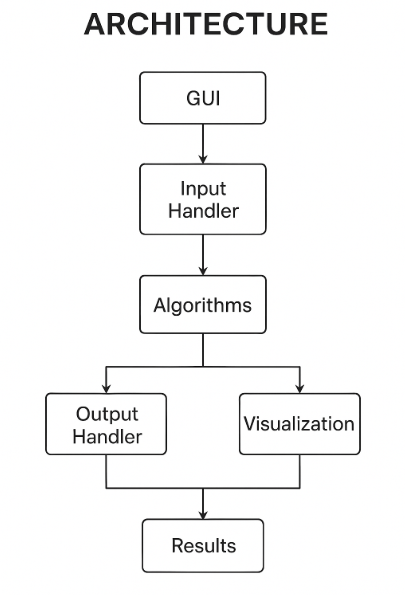 ARCHITECTURE
GUI
Input
Handler
Algorithms
Output
Handler
Visualization
Results